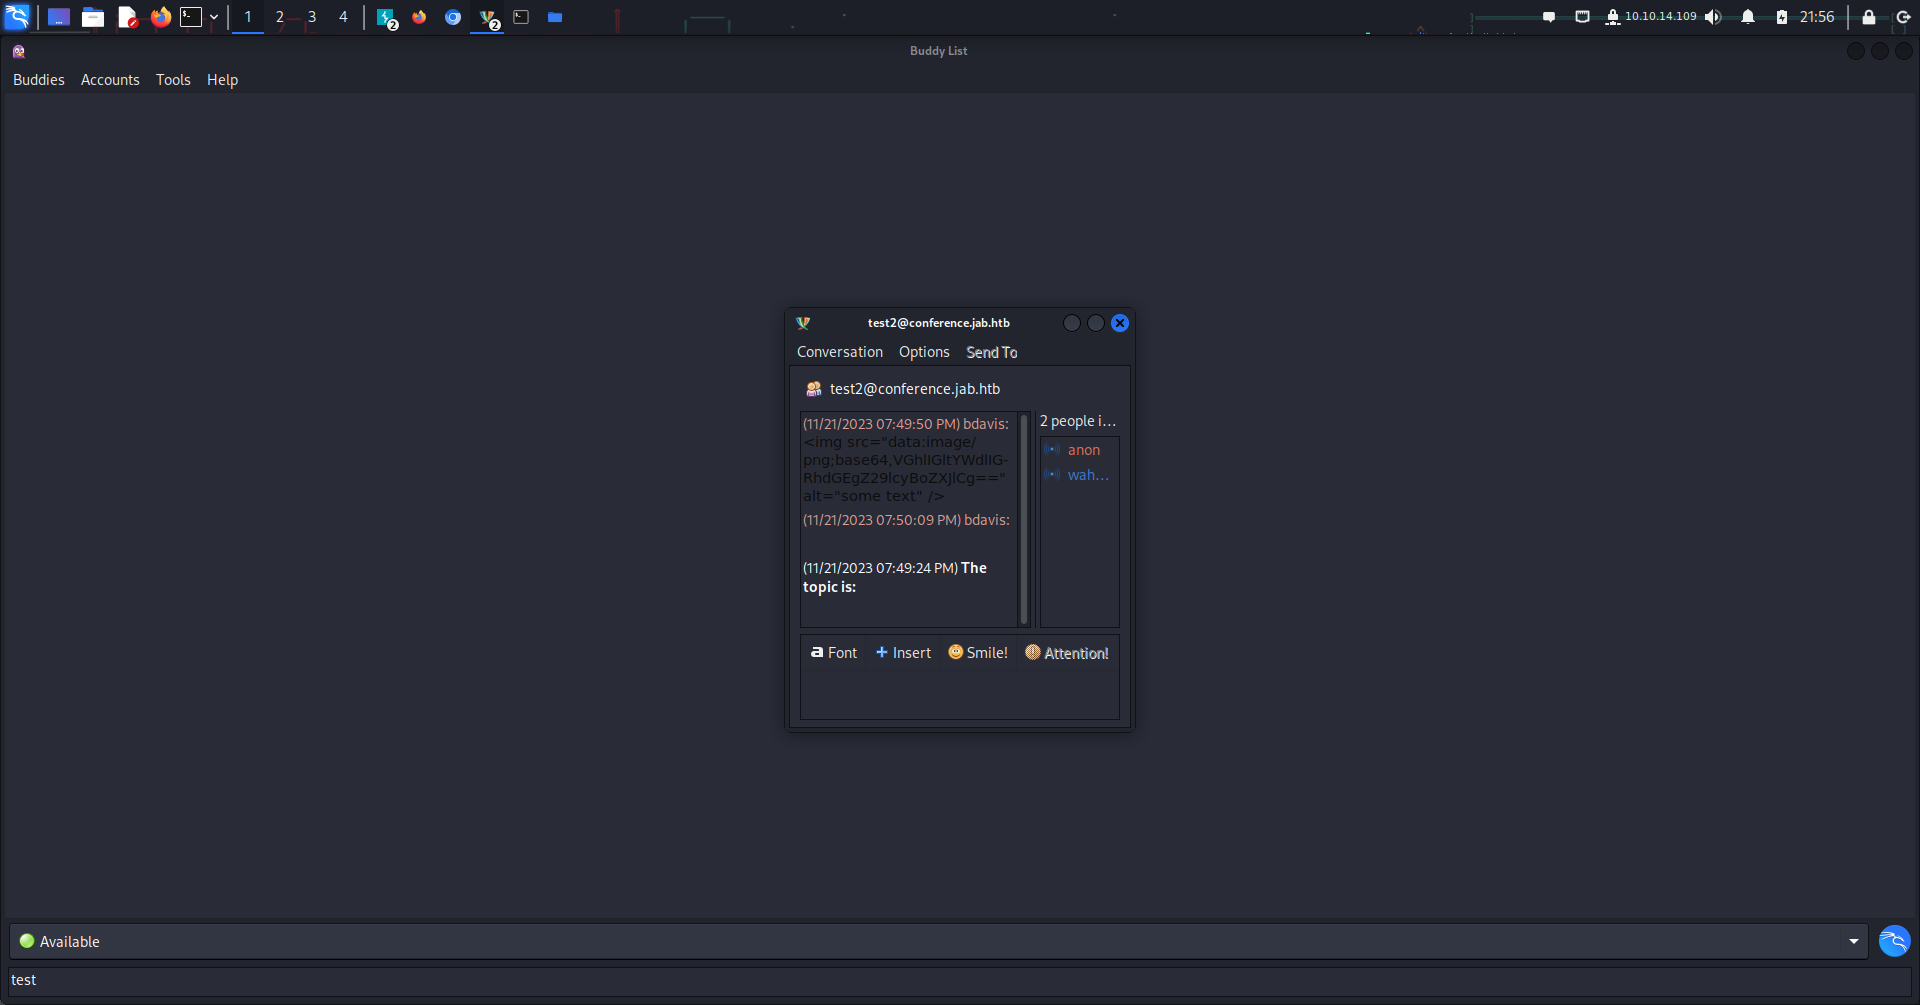 1 2 3 4 2 2 10.10.14.109 21:56
Buddy List
Buddies Accounts Tools Help
test2@conference.jab.htb
Conversation Options Send To
test2@conference.jab.htb
(11/21/2023 07:49:50 PM) bdavis:
<img src="data:image/
png;base64,VGhlIGltYWdlIG-
RhdGEgZ29lcyBoZXJlCg=="
alt="some text" />
(11/21/2023 07:50:09 PM) bdavis:
(11/21/2023 07:49:24 PM) The
topic is:
2 people i...
anon
wah...
Font Insert Smile! Attention!
Available
test